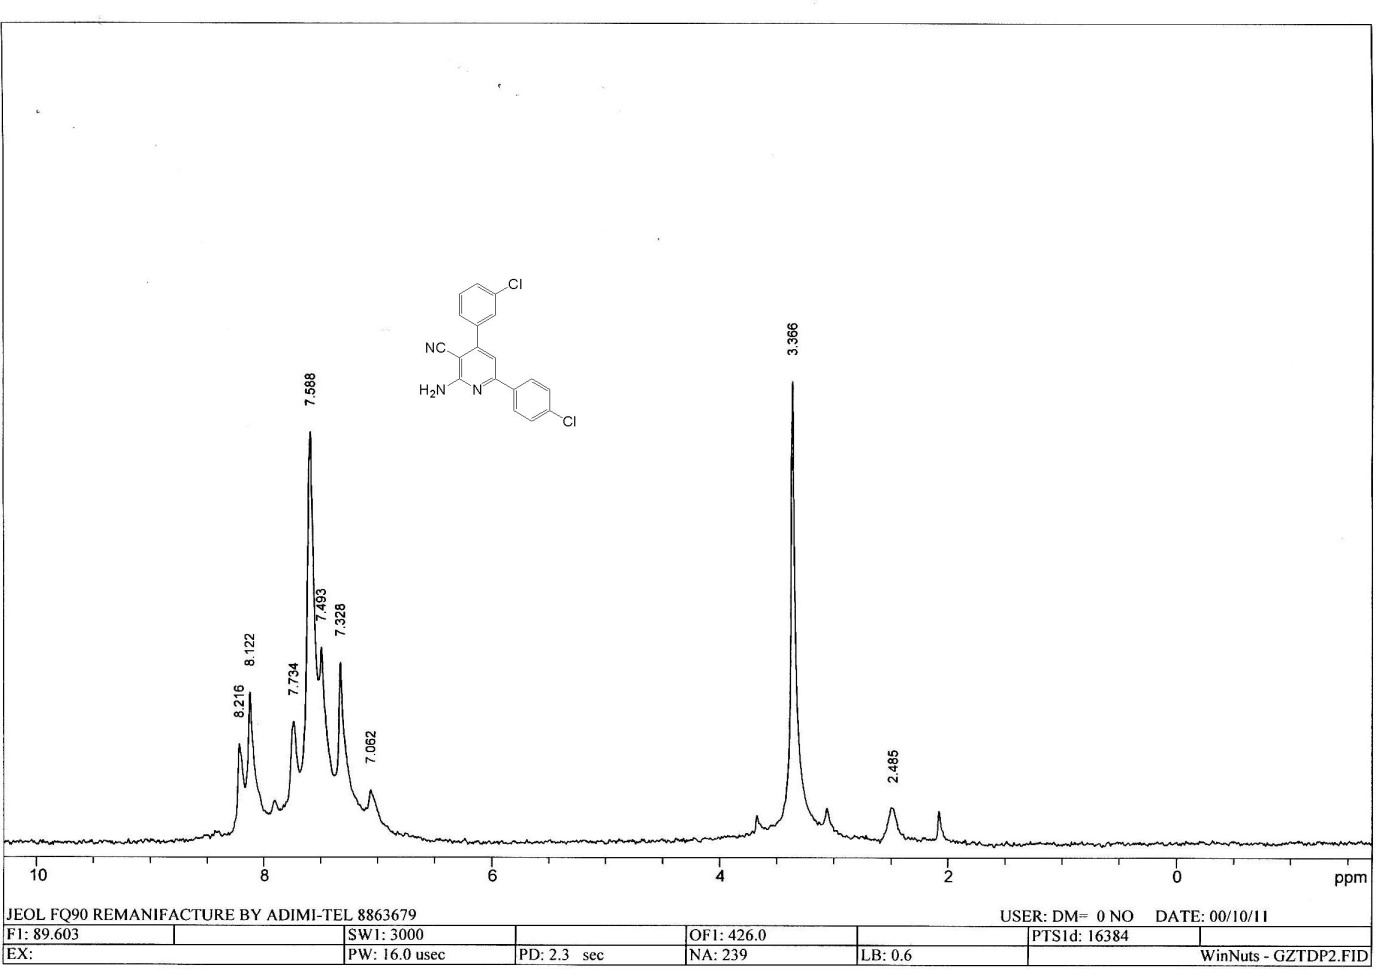 Cl
NC
H2N
N
Cl
3.366
7.588
7.493
7.328
8.122
7.734
8.216
7.062
2.485
10 8 6 4 2 0 ppm
JEOL FQ90 REMANIFACTURE BY ADIMI-TEL 8863679 USER: DM= 0 NO DATE: 00/10/11
F1: 89.603 SW1: 3000 OF1: 426.0 PTS1d: 16384
EX: PW: 16.0 usec PD: 2.3 sec NA: 239 LB: 0.6 WinNuts - GZTDP2.FID